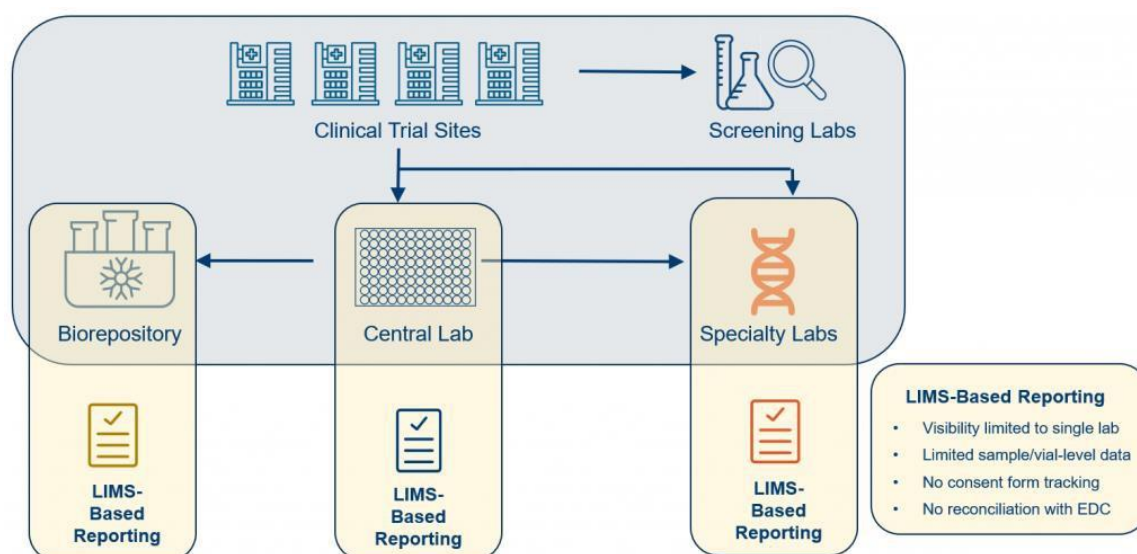 Clinical Trial Sites
Screening Labs
Biorepository
Central Lab
Specialty Labs
LIMS-
Based
Reporting
LIMS-
Based
Reporting
LIMS-
Based
Reporting
LIMS-Based Reporting
• Visibility limited to single lab
• Limited sample/vial-level data
• No consent form tracking
• No reconciliation with EDC